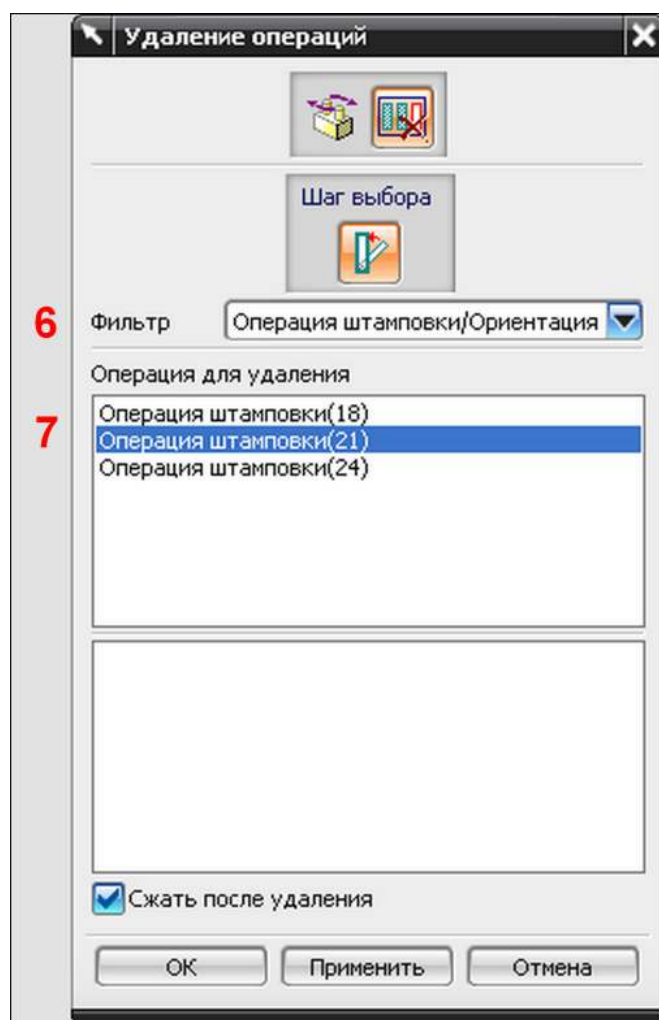 Удаление операций
Шаг выбора
6 Фильтр Операция штамповки/Ориентация
Операция для удаления
7 Операция штамповки(18)
Операция штамповки(21)
Операция штамповки(24)
Сжать после удаления
ОК Применить Отмена